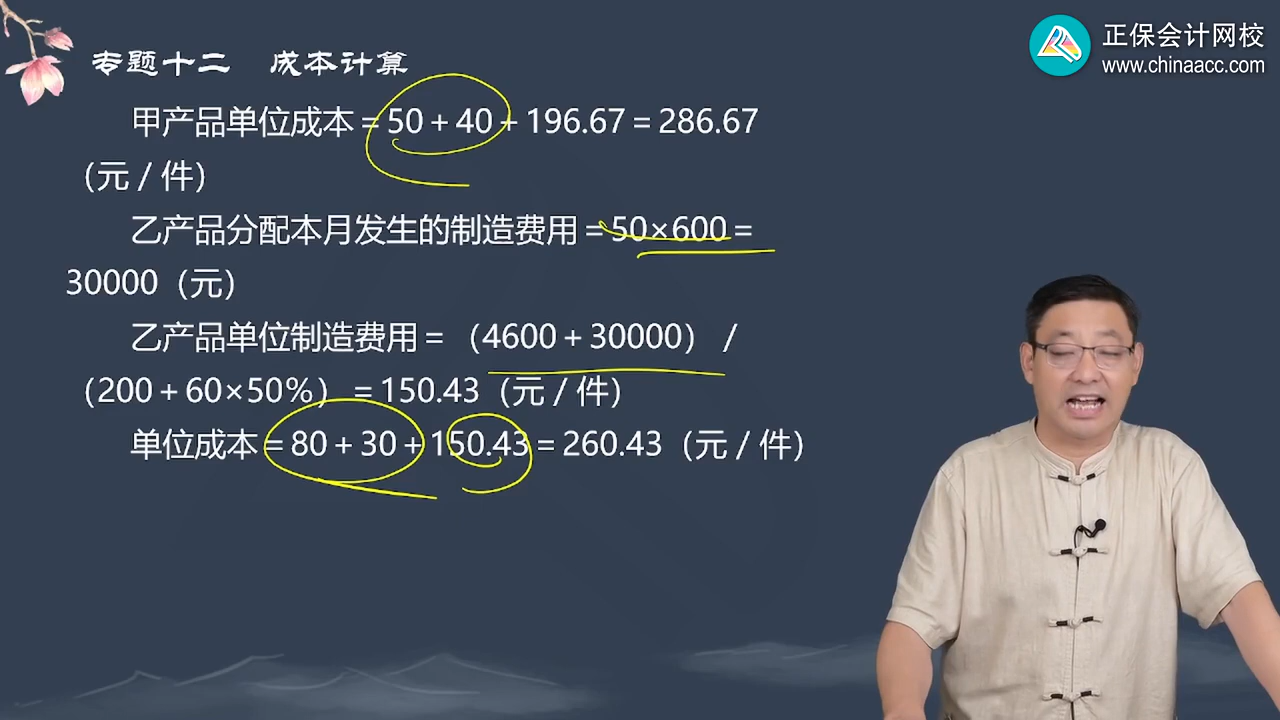 专题十二 成本计算
正保会计网校
www.chinaacc.com
甲产品单位成本＝50＋40＋196.67＝286.67
（元／件）
乙产品分配本月发生的制造费用＝50×600＝
30000（元）
乙产品单位制造费用＝（4600＋30000）／
（200＋60×50%）＝150.43（元／件）
单位成本＝80＋30＋150.43＝260.43（元／件）